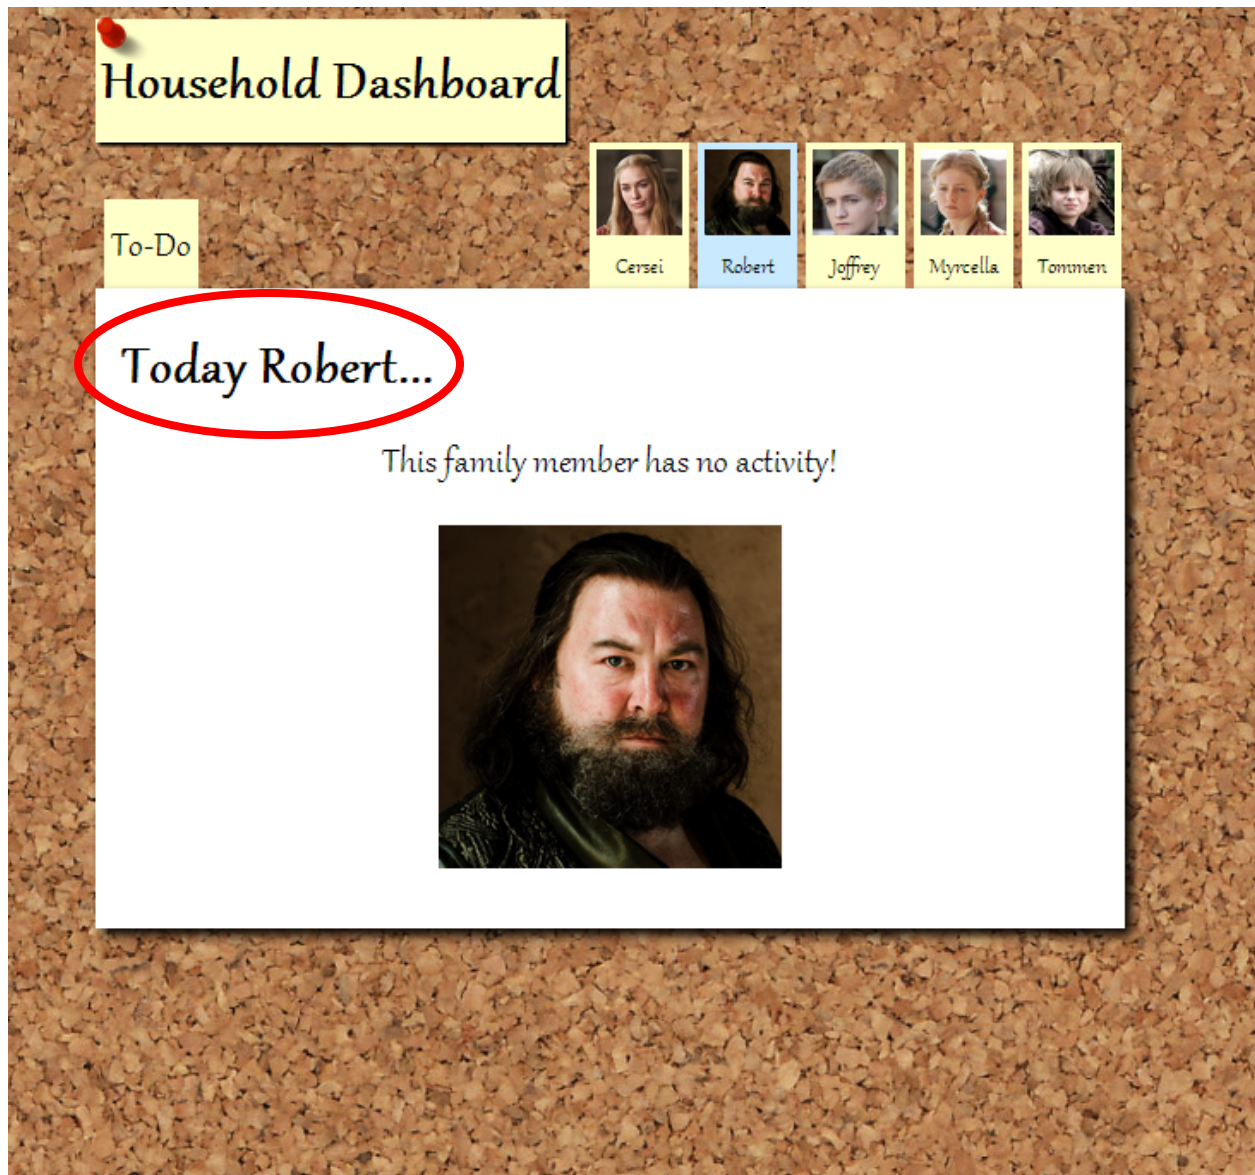 Household Dashboard
To-Do
Cersei
Robert
Joffrey
Myrcella
Tommen
Today Robert...
This family member has no activity!